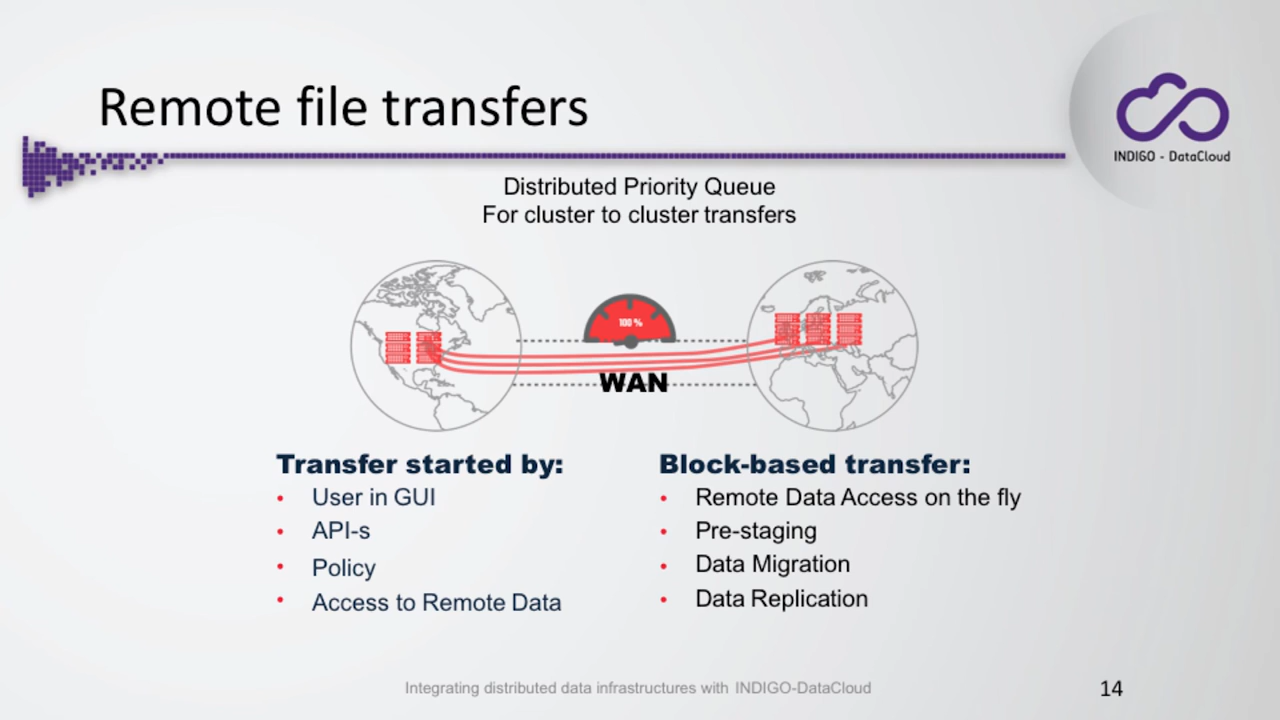 Remote file transfers
INDIGO - DataCloud
Distributed Priority Queue
For cluster to cluster transfers
100 %
WAN
Transfer started by:
• User in GUI
• API-s
• Policy
• Access to Remote Data
Block-based transfer:
• Remote Data Access on the fly
• Pre-staging
• Data Migration
• Data Replication
Integrating distributed data infrastructures with INDIGO-DataCloud
14